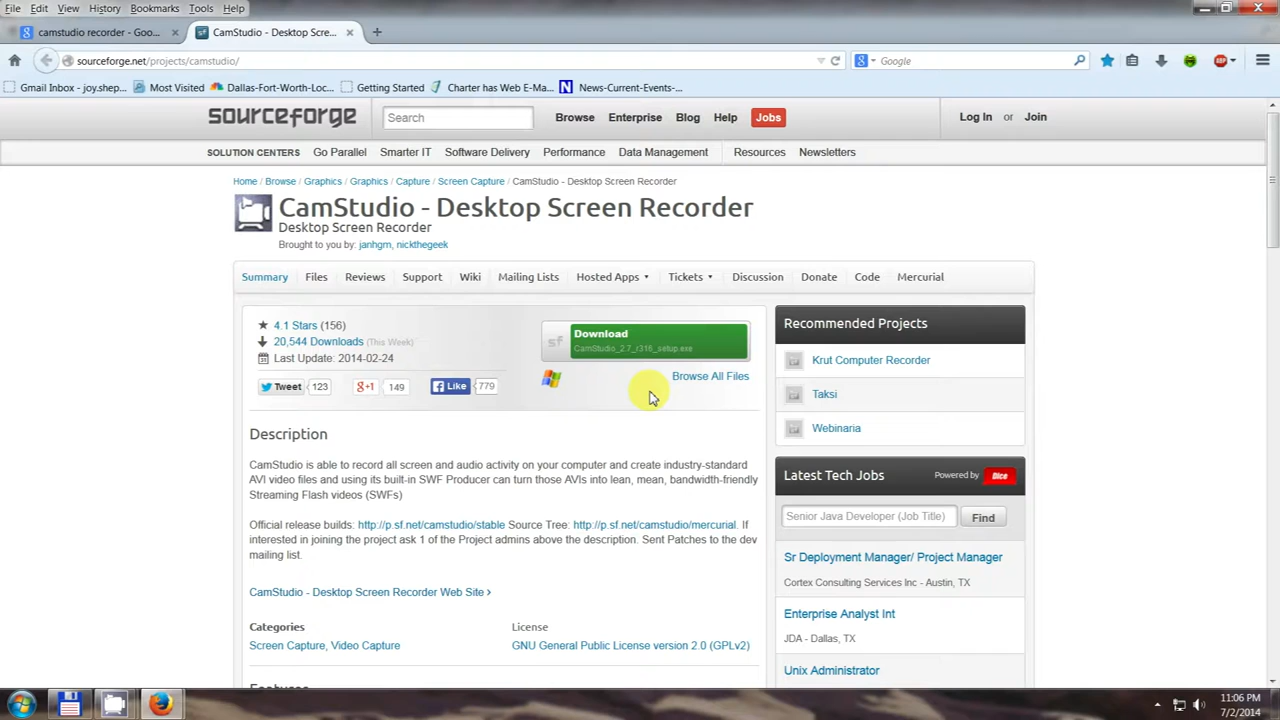 File Edit View History Bookmarks Tools Help
camstudio recorder - Goo... × CamStudio - Desktop Scre... × +
sourceforge.net/projects/camstudio/ Google
Gmail Inbox - joy.shep... Most Visited Dallas-Fort-Worth-Loc... Getting Started Charter has Web E-Ma... News-Current-Events-...
sourceforge Search Browse Enterprise Blog Help Jobs Log In or Join
SOLUTION CENTERS Go Parallel Smarter IT Software Delivery Performance Data Management Resources Newsletters
Home / Browse / Graphics / Graphics / Capture / Screen Capture / CamStudio - Desktop Screen Recorder
CamStudio - Desktop Screen Recorder
Desktop Screen Recorder
Brought to you by: janhgm, nickthegeek
Summary Files Reviews Support Wiki Mailing Lists Hosted Apps Tickets Discussion Donate Code Mercurial
4.1 Stars (156)
20,544 Downloads (This Week)
Last Update: 2014-02-24
Tweet 123 g+1 149 Like 779
sf Download
CamStudio_2.7_r316_setup.exe
Browse All Files
Description
CamStudio is able to record all screen and audio activity on your computer and create industry-standard
AVI video files and using its built-in SWF Producer can turn those AVIs into lean, mean, bandwidth-friendly
Streaming Flash videos (SWFs)
Official release builds: http://p.sf.net/camstudio/stable Source Tree: http://p.sf.net/camstudio/mercurial. If
interested in joining the project ask 1 of the Project admins above the description. Sent Patches to the dev
mailing list.
CamStudio - Desktop Screen Recorder Web Site ›
Categories
Screen Capture, Video Capture
License
GNU General Public License version 2.0 (GPLv2)
Features
Recommended Projects
Krut Computer Recorder
Taksi
Webinaria
Latest Tech Jobs Powered by Dice
Senior Java Developer (Job Title) Find
Sr Deployment Manager/ Project Manager
Cortex Consulting Services Inc - Austin, TX
Enterprise Analyst Int
JDA - Dallas, TX
Unix Administrator
11:06 PM
7/2/2014